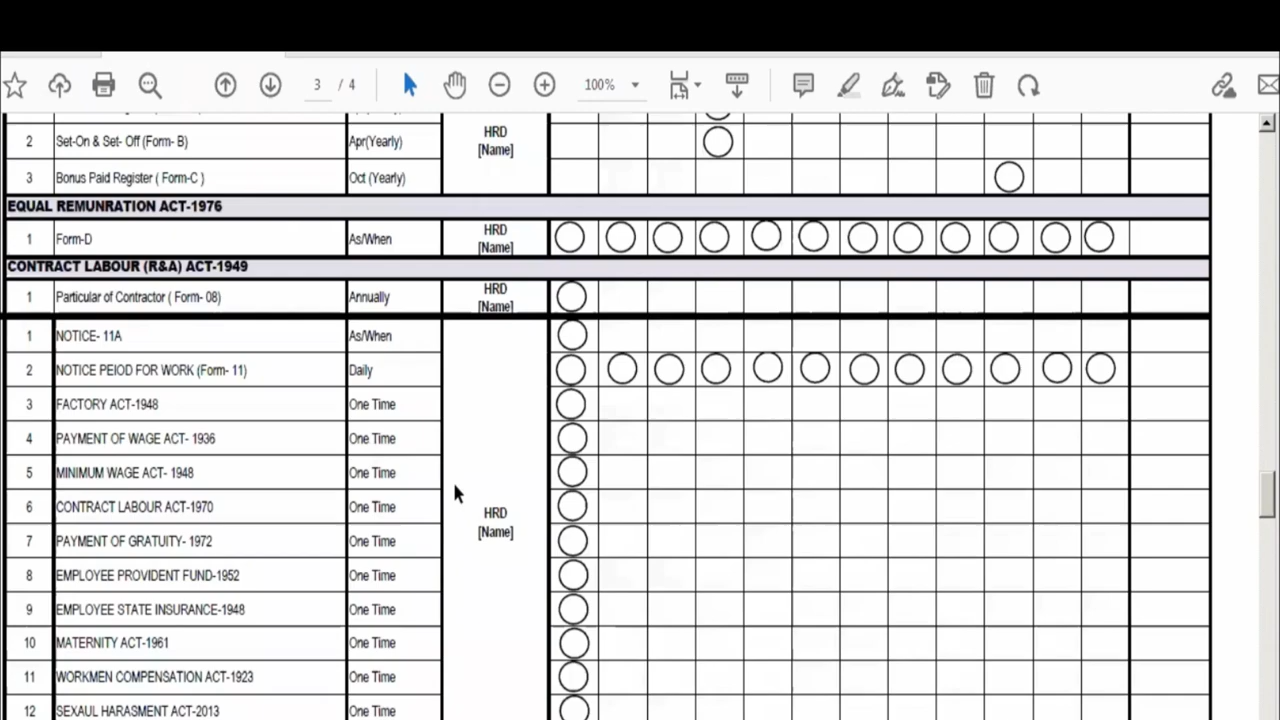 3 / 4 100%
2 Set-On & Set- Off (Form- B) Apr(Yearly) HRD
[Name]
3 Bonus Paid Register ( Form-C ) Oct (Yearly)
EQUAL REMUNRATION ACT-1976
1 Form-D As/When HRD
[Name]
CONTRACT LABOUR (R&A) ACT-1949
1 Particular of Contractor ( Form- 08) Annually HRD
[Name]
1 NOTICE- 11A As/When
2 NOTICE PEIOD FOR WORK (Form- 11) Daily
3 FACTORY ACT-1948 One Time
4 PAYMENT OF WAGE ACT- 1936 One Time
5 MINIMUM WAGE ACT- 1948 One Time
6 CONTRACT LABOUR ACT-1970 One Time
HRD
[Name]
7 PAYMENT OF GRATUITY- 1972 One Time
8 EMPLOYEE PROVIDENT FUND-1952 One Time
9 EMPLOYEE STATE INSURANCE-1948 One Time
10 MATERNITY ACT-1961 One Time
11 WORKMEN COMPENSATION ACT-1923 One Time
12 SEXAUL HARASMENT ACT-2013 One Time